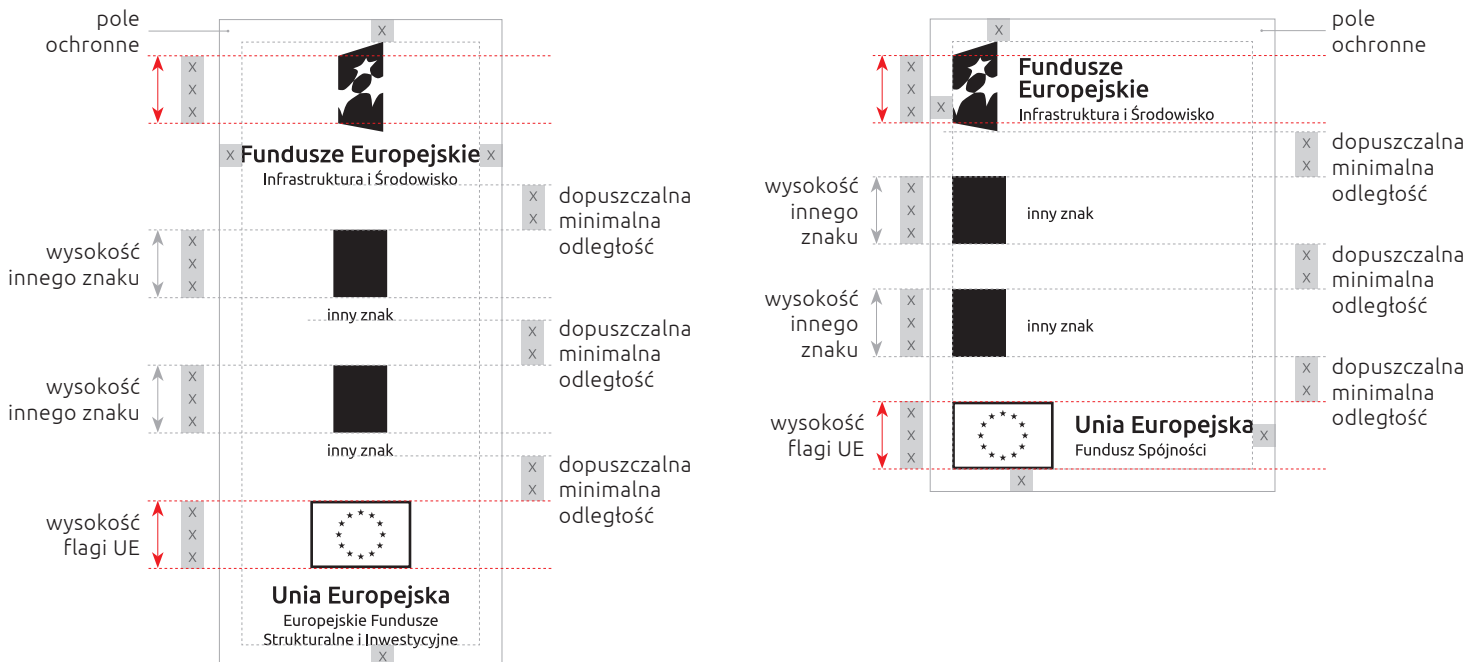 pole
ochronne
X
X
X
X
X
Fundusze Europejskie
X
Infrastruktura i Środowisko
X
X
dopuszczalna
minimalna
odległość
wysokość
innego znaku
X
X
X
inny znak
X
X
dopuszczalna
minimalna
odległość
wysokość
innego znaku
X
X
X
inny znak
X
X
dopuszczalna
minimalna
odległość
wysokość
flagi UE
X
X
X
Unia Europejska
Europejskie Fundusze
Strukturalne i Inwestycyjne
X
X
pole
ochronne
X
X
X
X
Fundusze
Europejskie
Infrastruktura i Środowisko
X
X
dopuszczalna
minimalna
odległość
wysokość
innego
znaku
X
X
X
inny znak
X
X
dopuszczalna
minimalna
odległość
wysokość
innego
znaku
X
X
X
inny znak
X
X
dopuszczalna
minimalna
odległość
wysokość
flagi UE
X
X
X
Unia Europejska
Fundusz Spójności
X
X